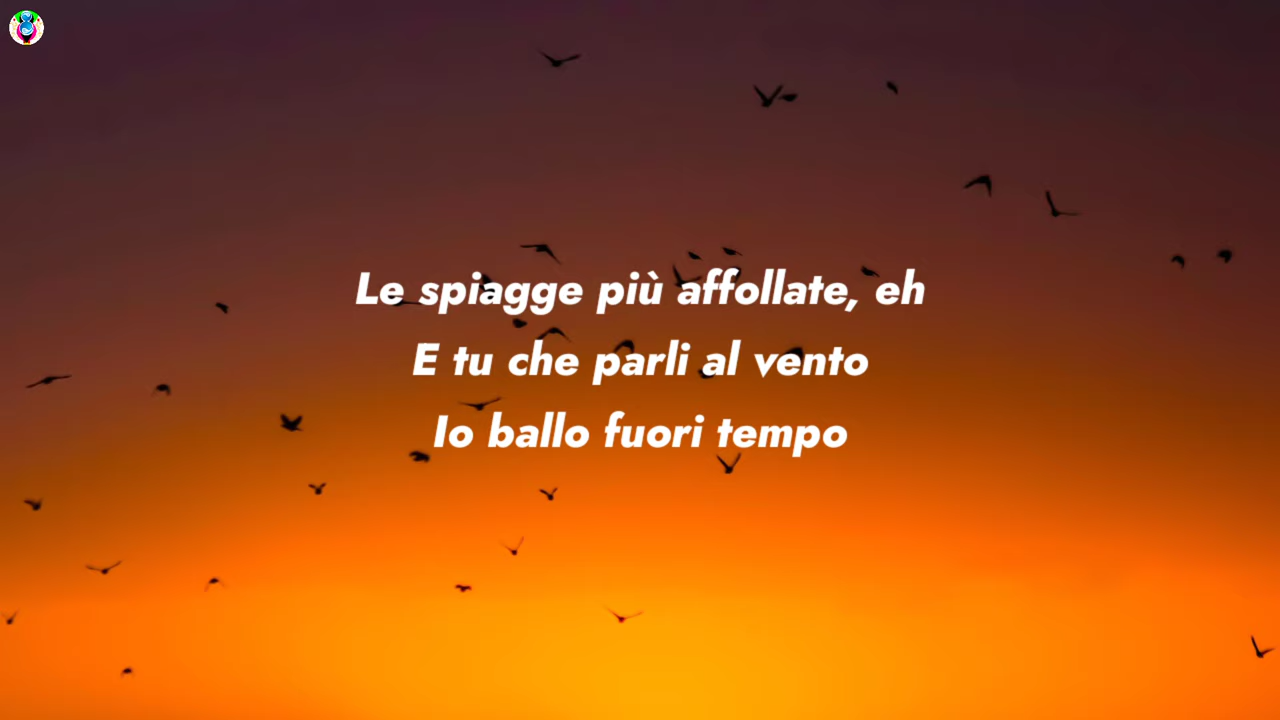 Le spiagge più affollate, eh
E tu che parli al vento
Io ballo fuori tempo